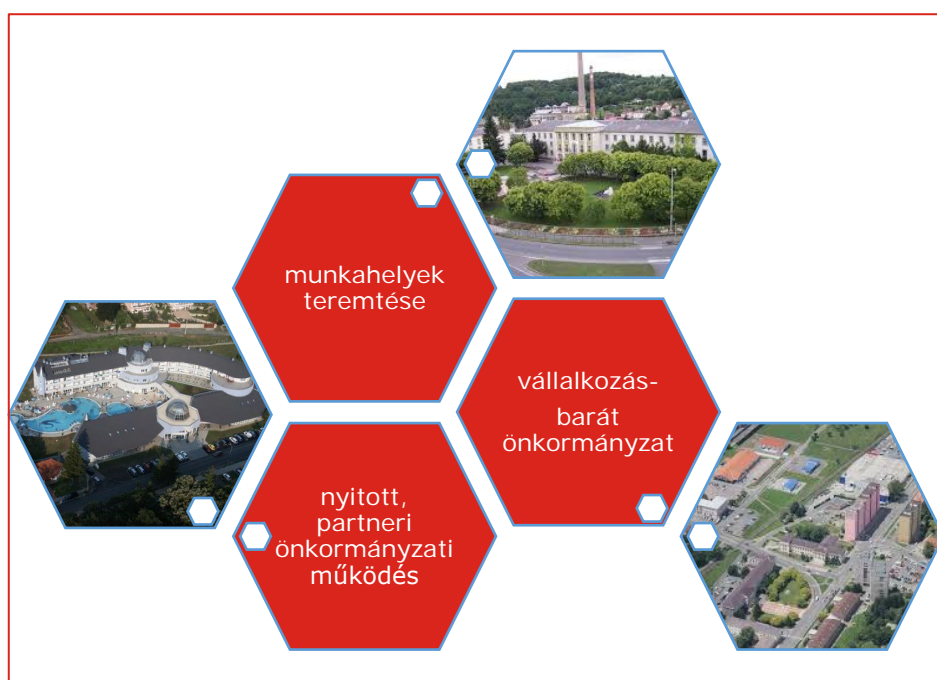 munkahelyek
teremtése
vállalkozás-
barát
önkormányzat
nyitott,
partneri
önkormányzati
működés